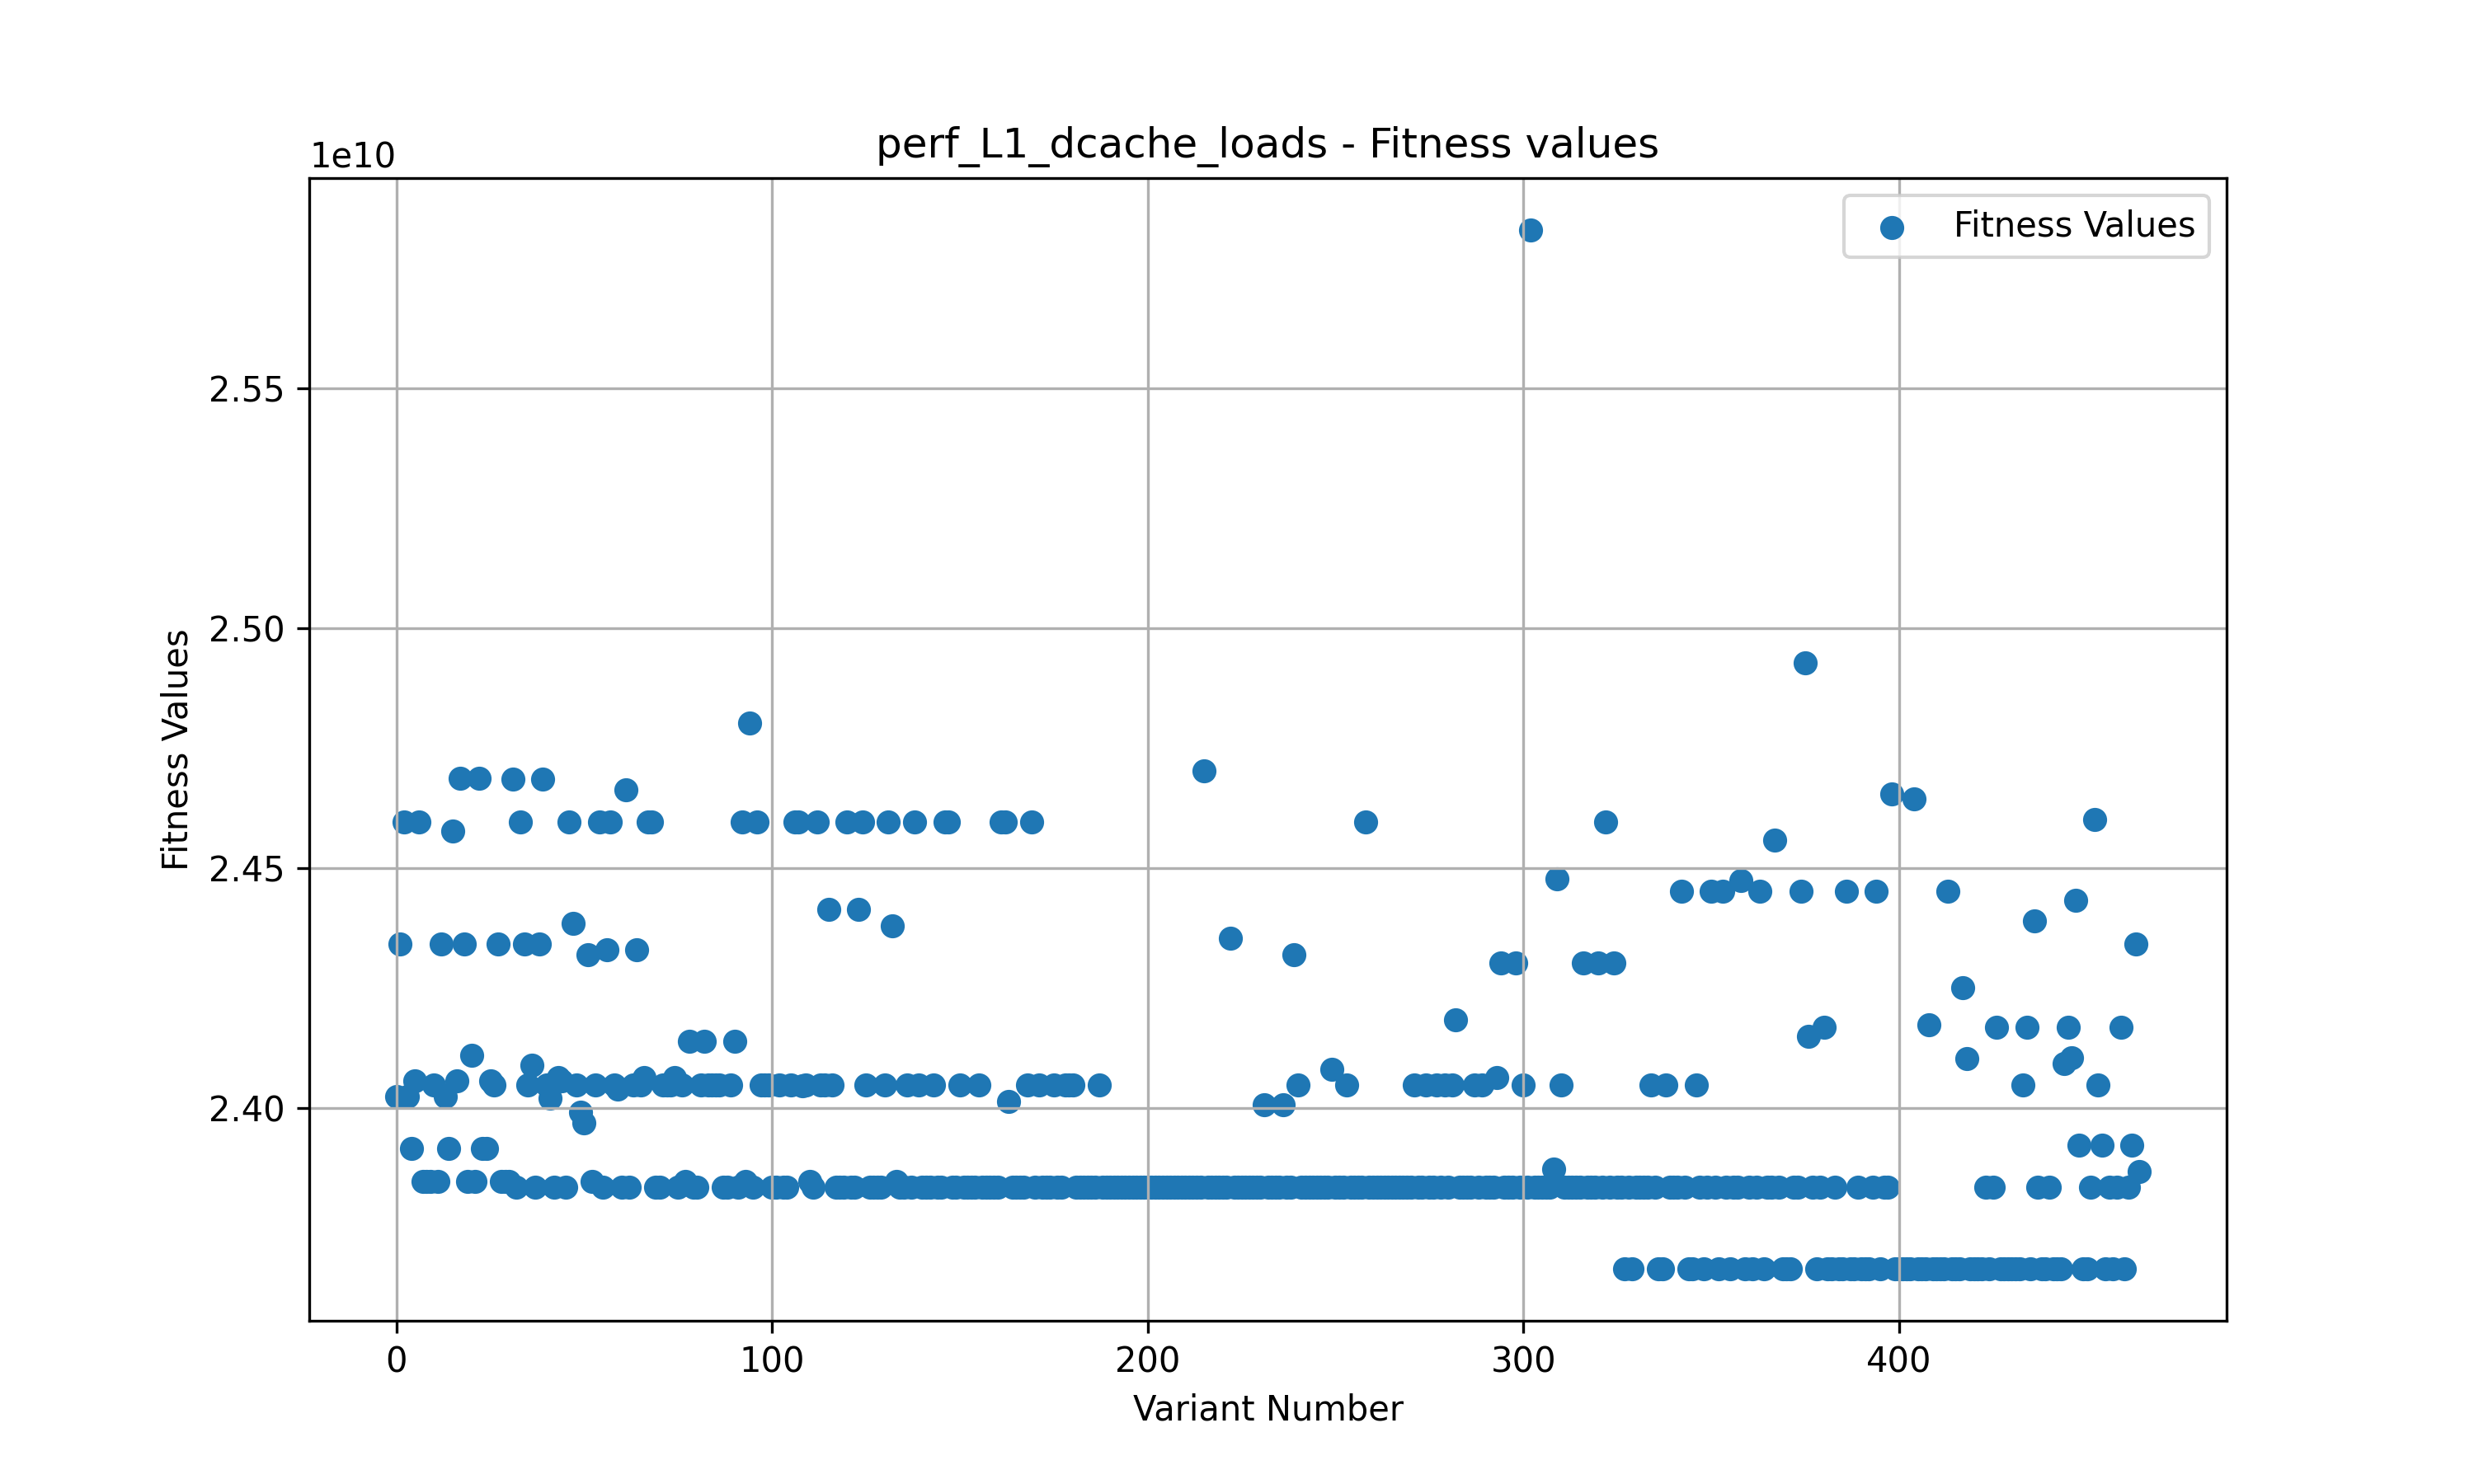 perf_L1_dcache_loads - Fitness values
1e10
Fitness Values
2.55
2.50
2.45
2.40
Fitness Values
0 100 200 300 400
Variant Number